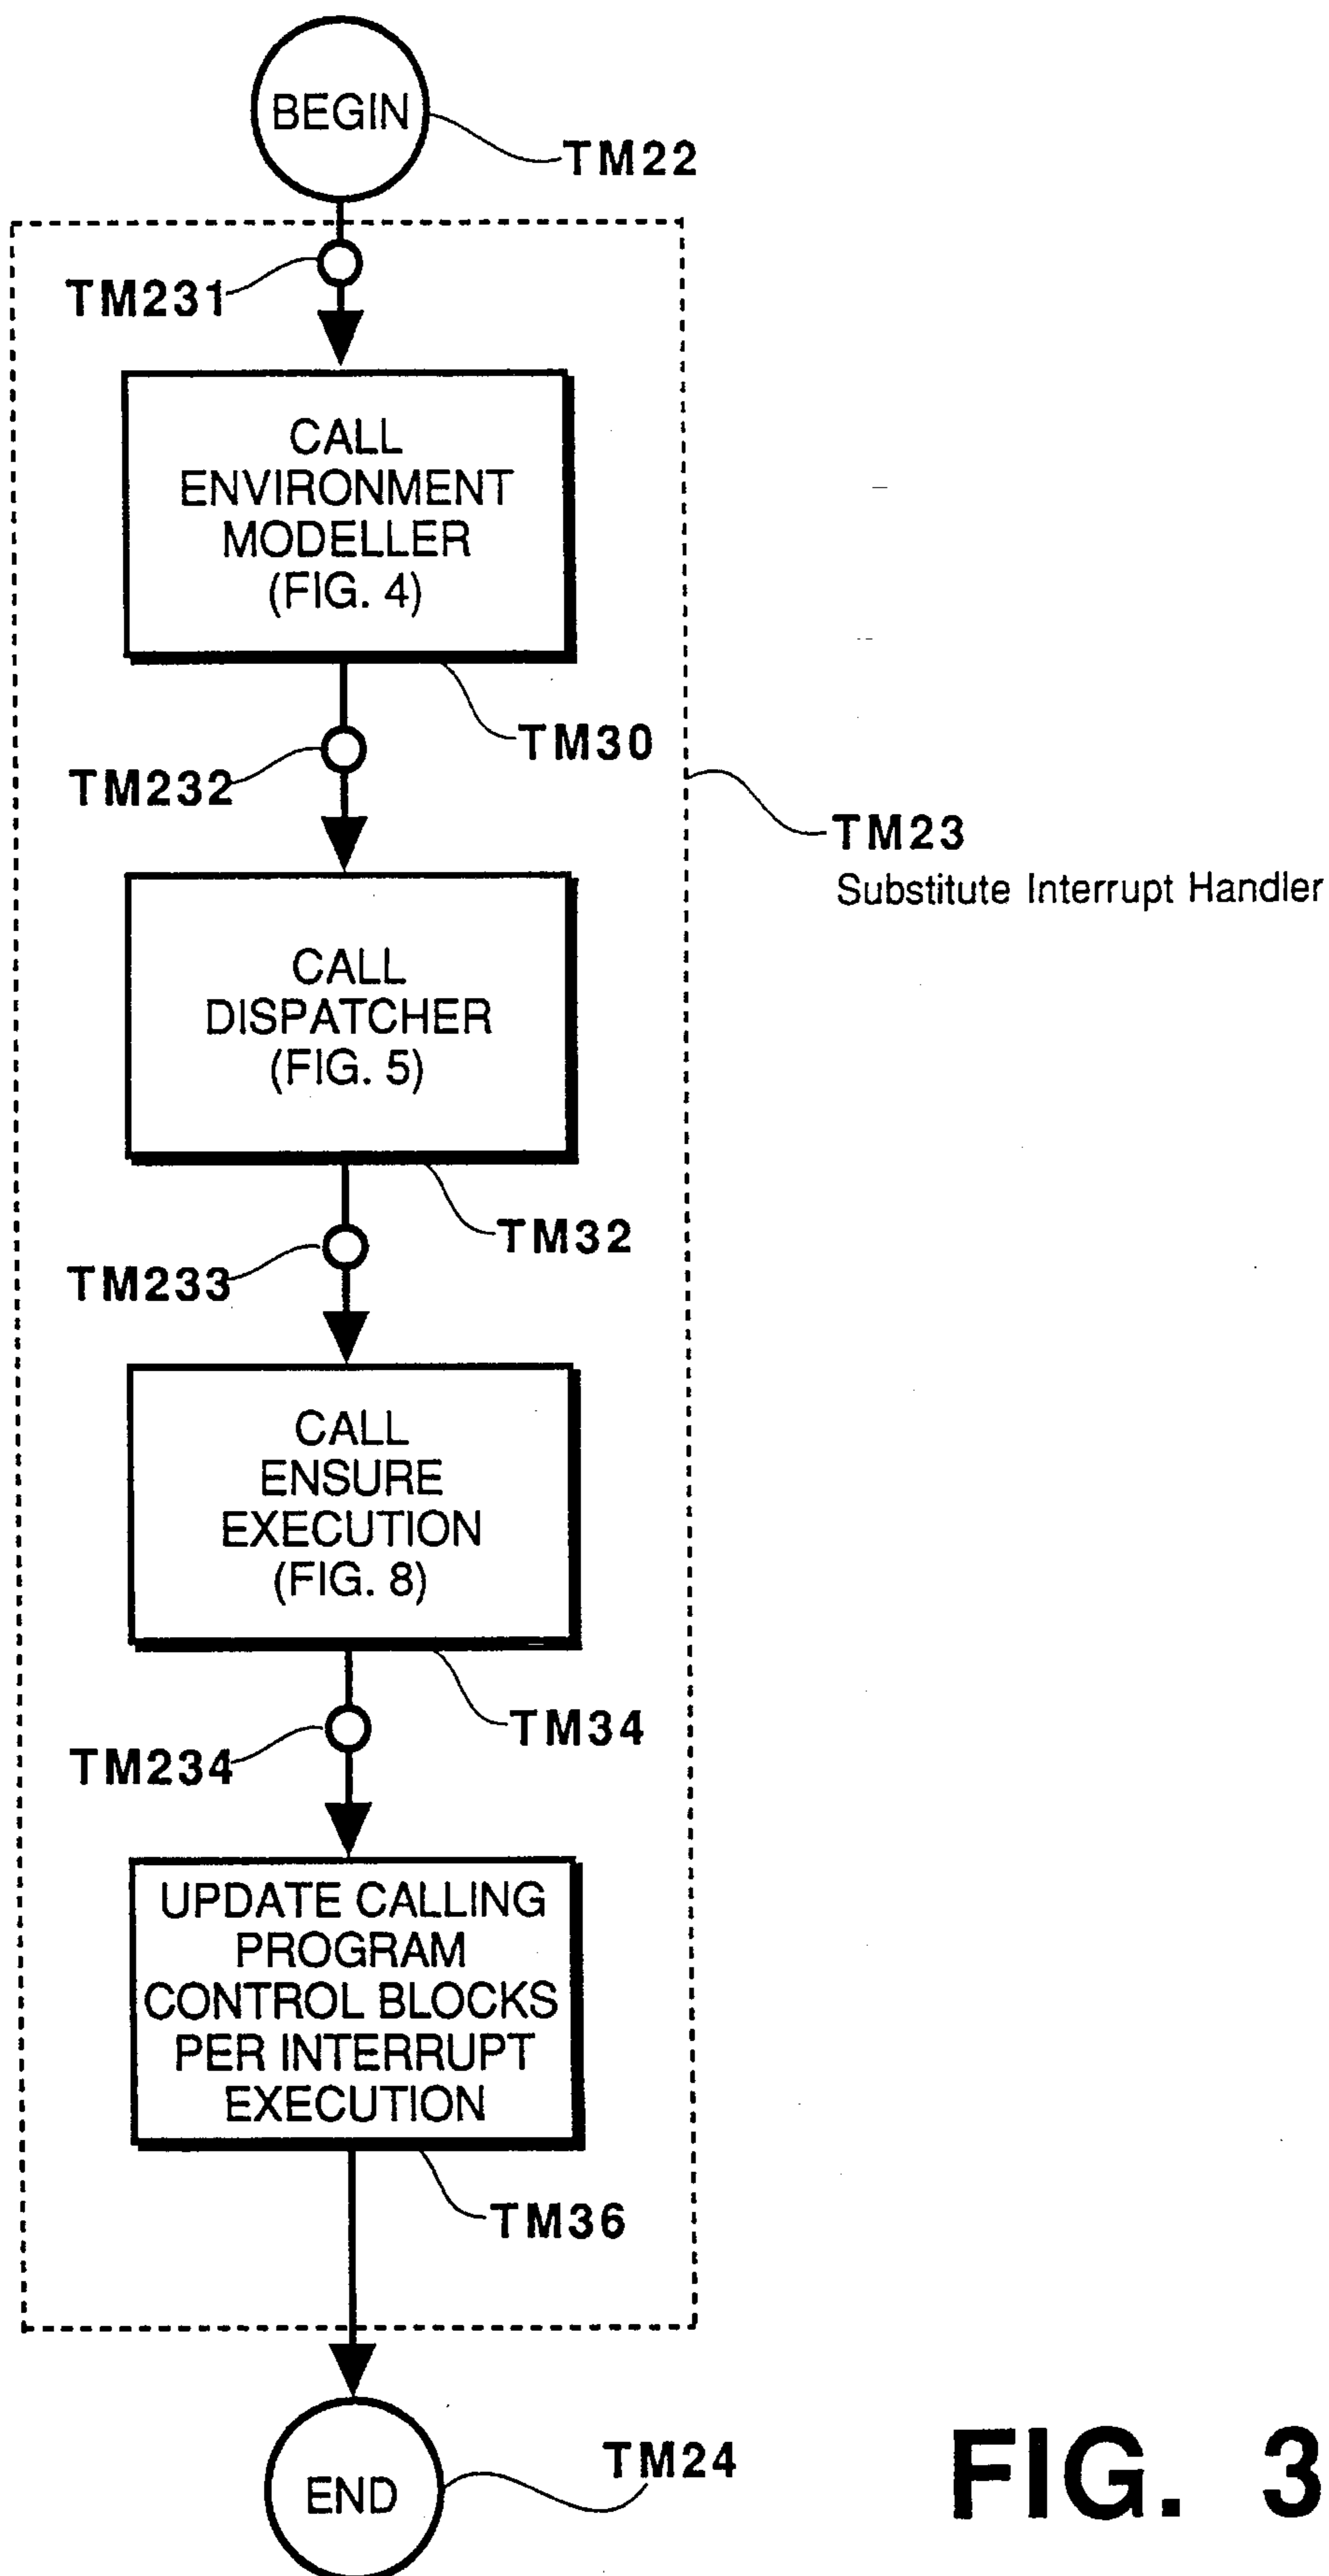 BEGIN
TM22
TM231
CALL
ENVIRONMENT
MODELLER
(FIG. 4)
TM30
TM232
TM23
Substitute Interrupt Handler
CALL
DISPATCHER
(FIG. 5)
TM32
TM233
CALL
ENSURE
EXECUTION
(FIG. 8)
TM34
TM234
UPDATE CALLING
PROGRAM
CONTROL BLOCKS
PER INTERRUPT
EXECUTION
TM36
TM24
END
FIG. 3